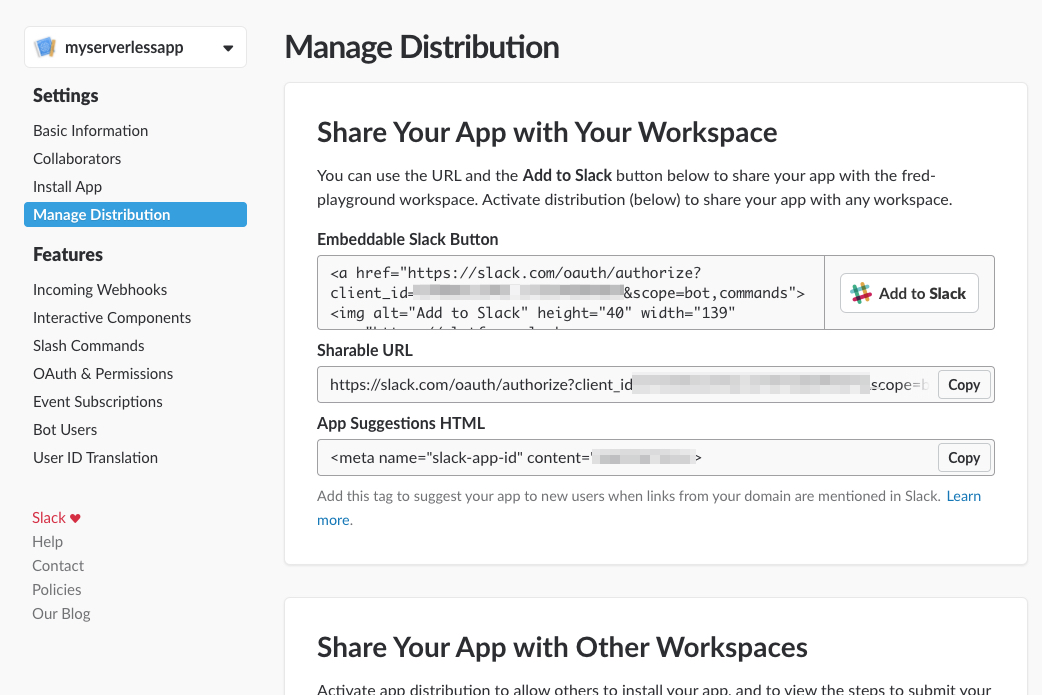 myserverlessapp
Settings
Basic Information
Collaborators
Install App
Manage Distribution
Features
Incoming Webhooks
Interactive Components
Slash Commands
OAuth & Permissions
Event Subscriptions
Bot Users
User ID Translation
Slack ♥
Help
Contact
Policies
Our Blog
Manage Distribution
Share Your App with Your Workspace
You can use the URL and the Add to Slack button below to share your app with the fred-
playground workspace. Activate distribution (below) to share your app with any workspace.
Embeddable Slack Button
<a href="https://slack.com/oauth/authorize?
client_id= &scope=bot,commands">
<img alt="Add to Slack" height="40" width="139"
Add to Slack
Sharable URL
https://slack.com/oauth/authorize?client_id scope=b
Copy
App Suggestions HTML
<meta name="slack-app-id" content=" >
Copy
Add this tag to suggest your app to new users when links from your domain are mentioned in Slack. Learn
more.
Share Your App with Other Workspaces
Activate app distribution to allow others to install your app, and to view the steps to submit your